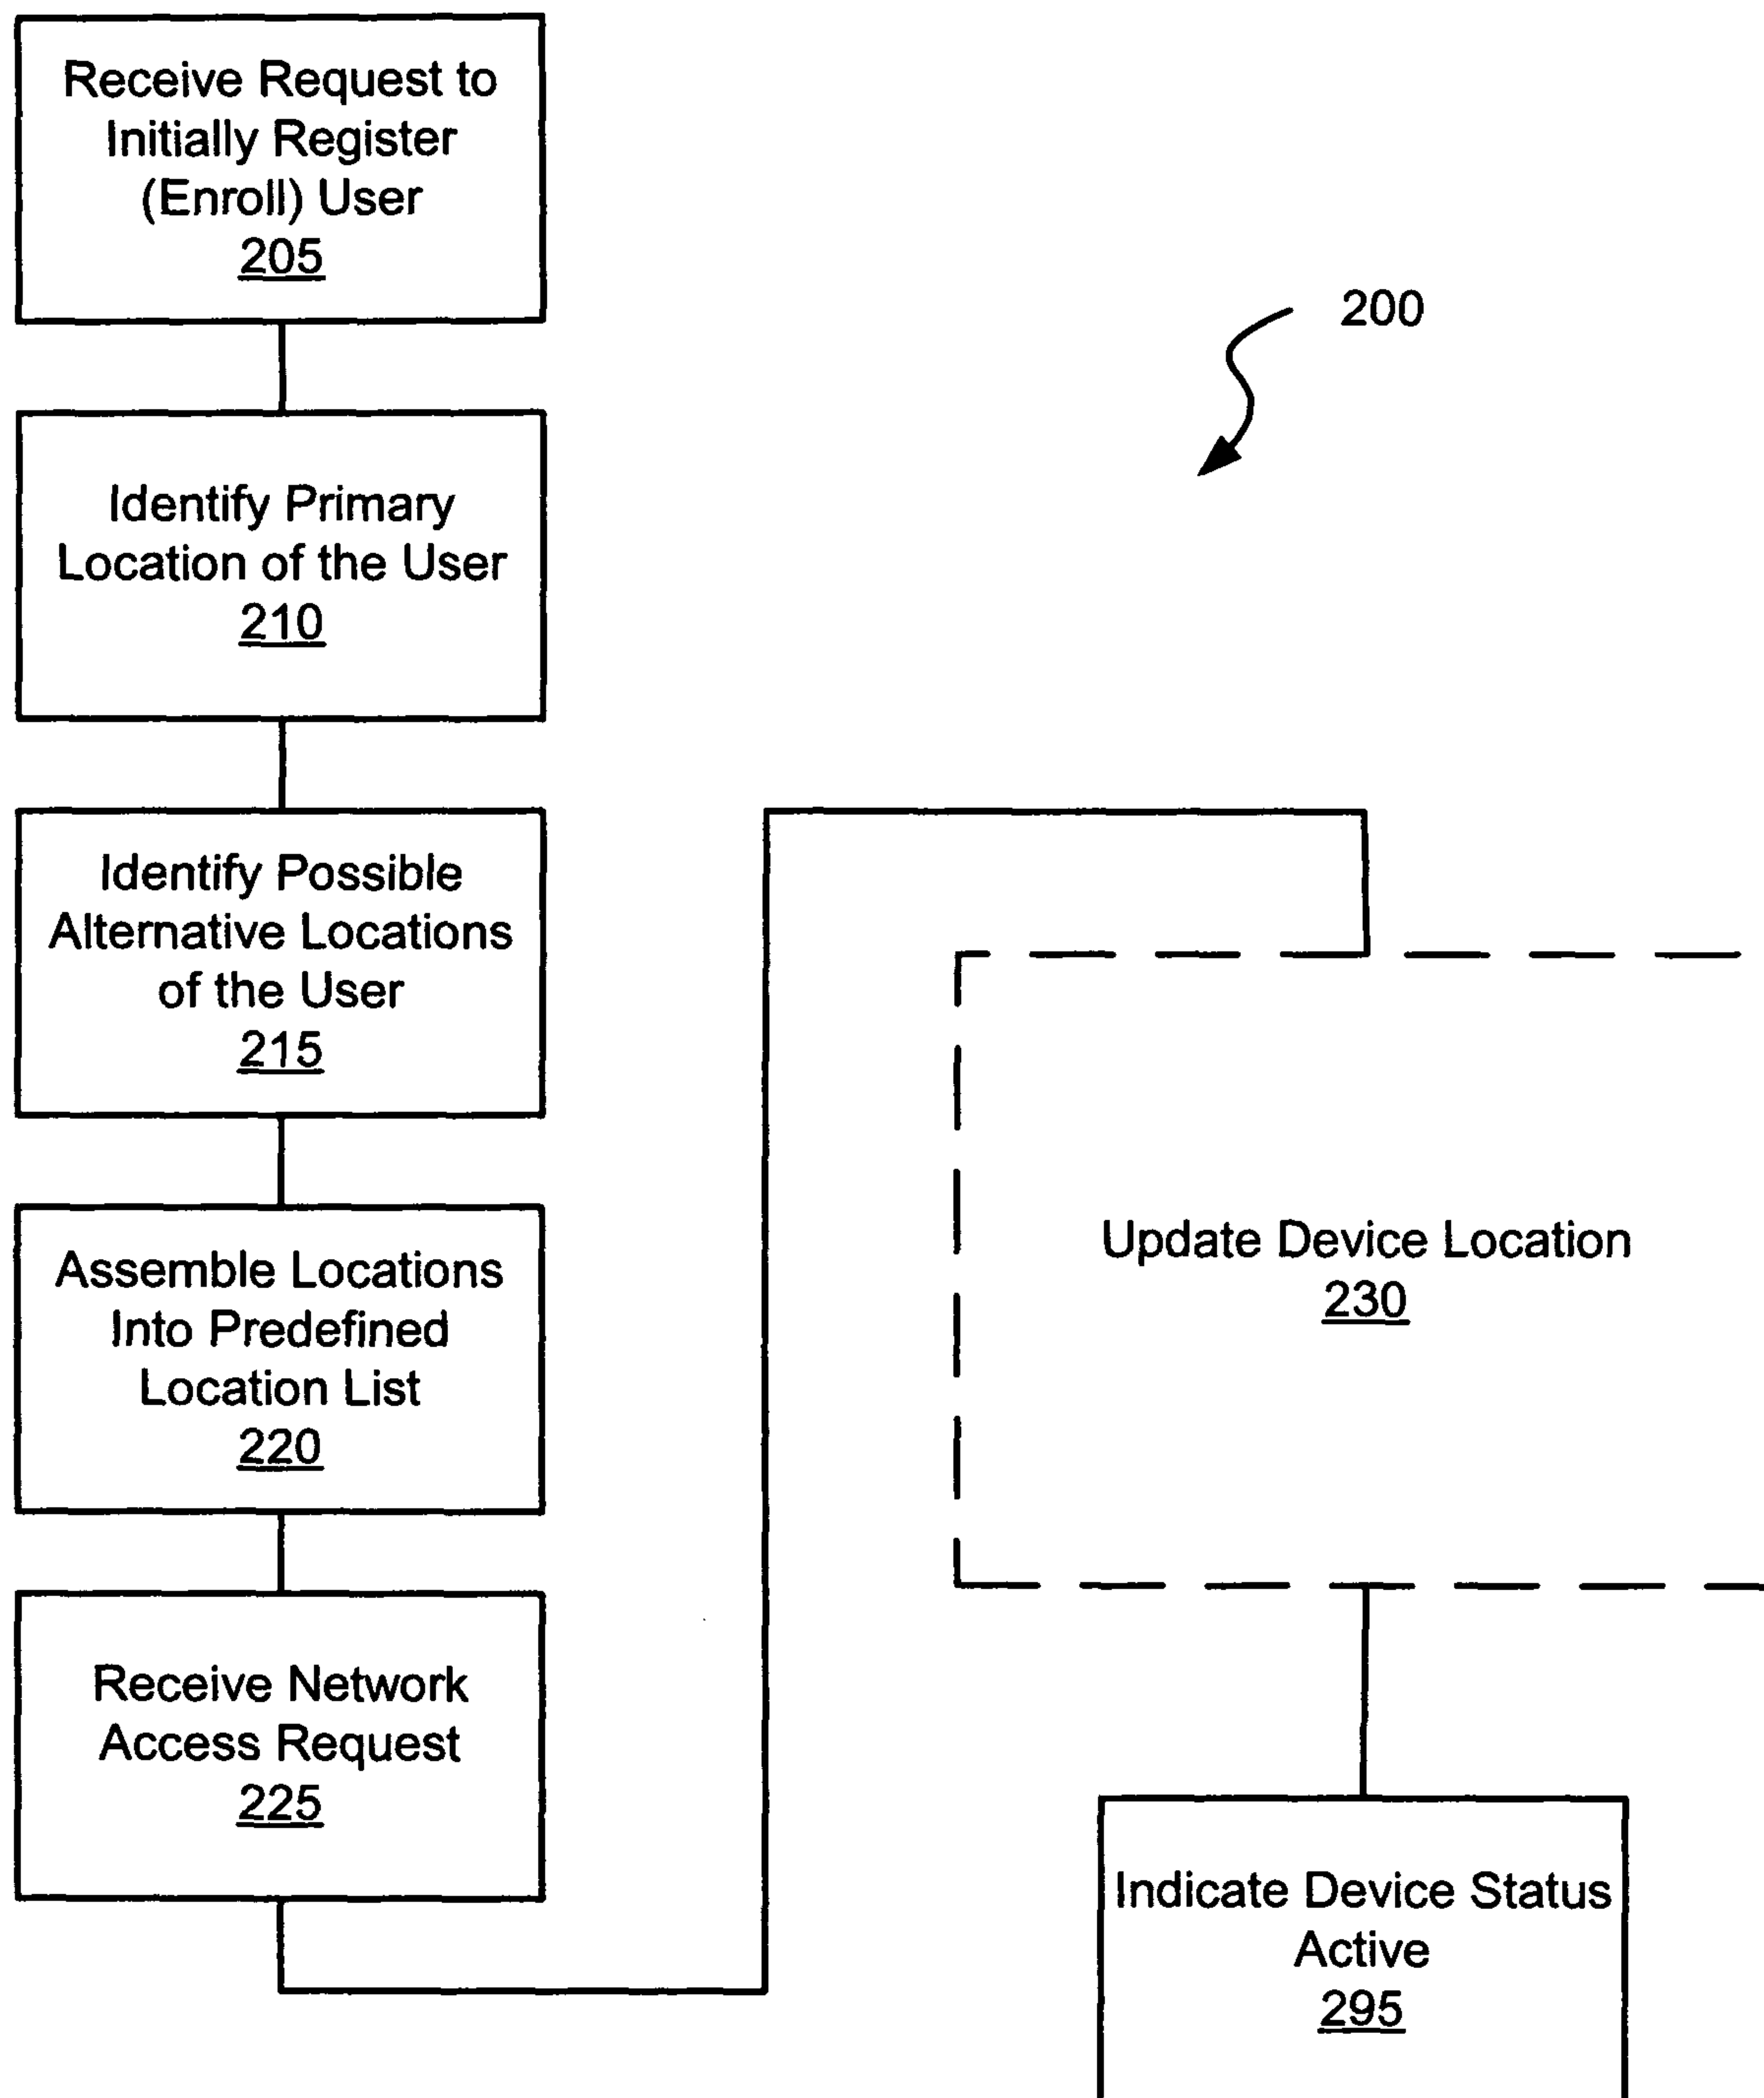 Receive Request to
Initially Register
(Enroll) User
205
200
Identify Primary
Location of the User
210
Identify Possible
Alternative Locations
of the User
215
Assemble Locations
Into Predefined
Location List
220
Receive Network
Access Request
225
Update Device Location
230
Indicate Device Status
Active
295